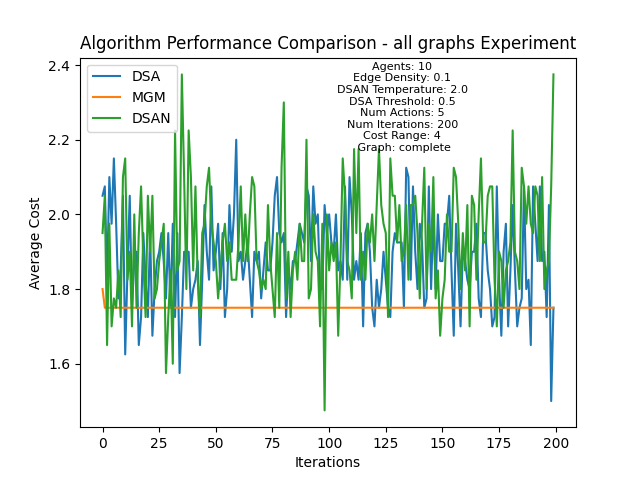 Algorithm Performance Comparison - all graphs Experiment
DSA
MGM
DSAN
Agents: 10
Edge Density: 0.1
DSAN Temperature: 2.0
DSA Threshold: 0.5
Num Actions: 5
Num Iterations: 200
Cost Range: 4
Graph: complete
Average Cost
2.4
2.2
2.0
1.8
1.6
0 25 50 75 100 125 150 175 200
Iterations